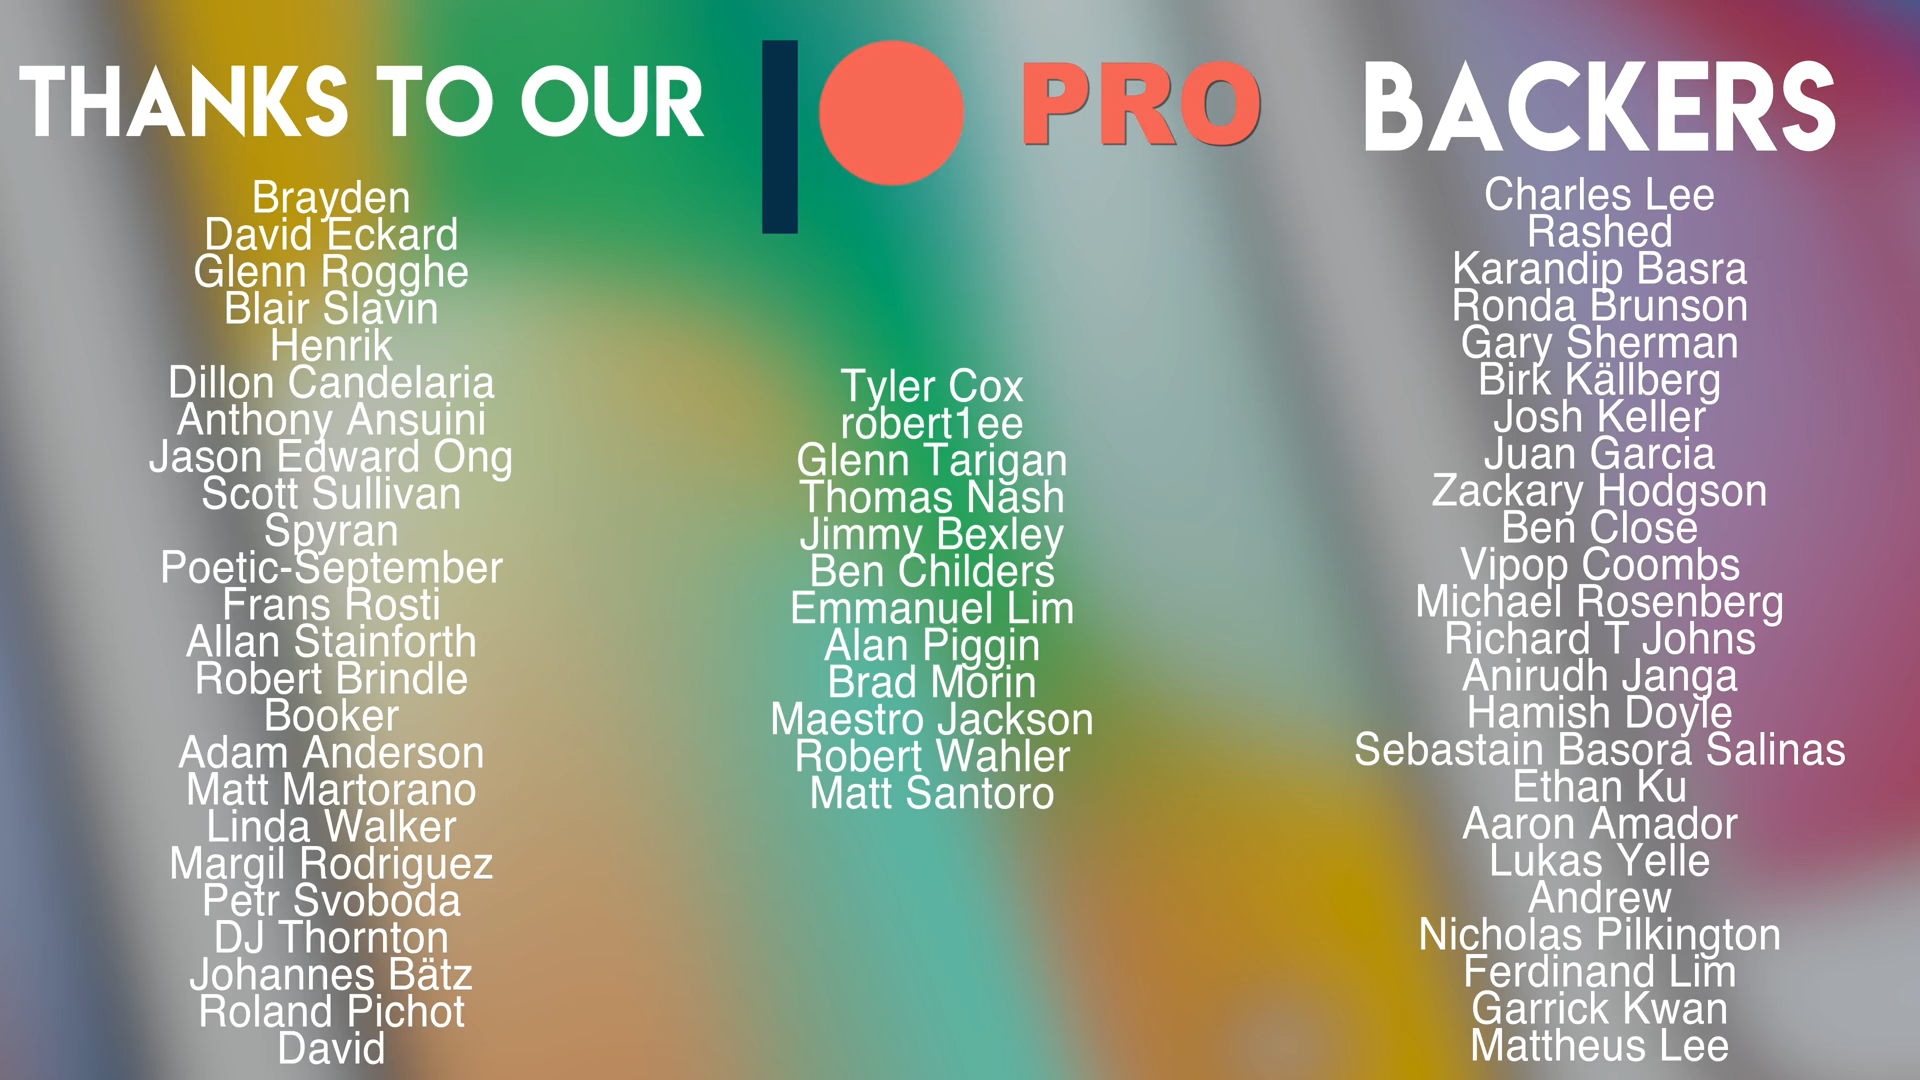 THANKS TO OUR PRO BACKERS
Brayden
David Eckard
Glenn Rogghe
Blair Slavin
Henrik
Dillon Candelaria
Anthony Ansuini
Jason Edward Ong
Scott Sullivan
Spyran
Poetic-September
Frans Rosti
Allan Stainforth
Robert Brindle
Booker
Adam Anderson
Matt Martorano
Linda Walker
Margil Rodriguez
Petr Svoboda
DJ Thornton
Johannes Bätz
Roland Pichot
David
Tyler Cox
robert1ee
Glenn Tarigan
Thomas Nash
Jimmy Bexley
Ben Childers
Emmanuel Lim
Alan Piggin
Brad Morin
Maestro Jackson
Robert Wahler
Matt Santoro
Charles Lee
Rashed
Karandip Basra
Ronda Brunson
Gary Sherman
Birk Källberg
Josh Keller
Juan Garcia
Zackary Hodgson
Ben Close
Vipop Coombs
Michael Rosenberg
Richard T Johns
Anirudh Janga
Hamish Doyle
Sebastain Basora Salinas
Ethan Ku
Aaron Amador
Lukas Yelle
Andrew
Nicholas Pilkington
Ferdinand Lim
Garrick Kwan
Mattheus Lee